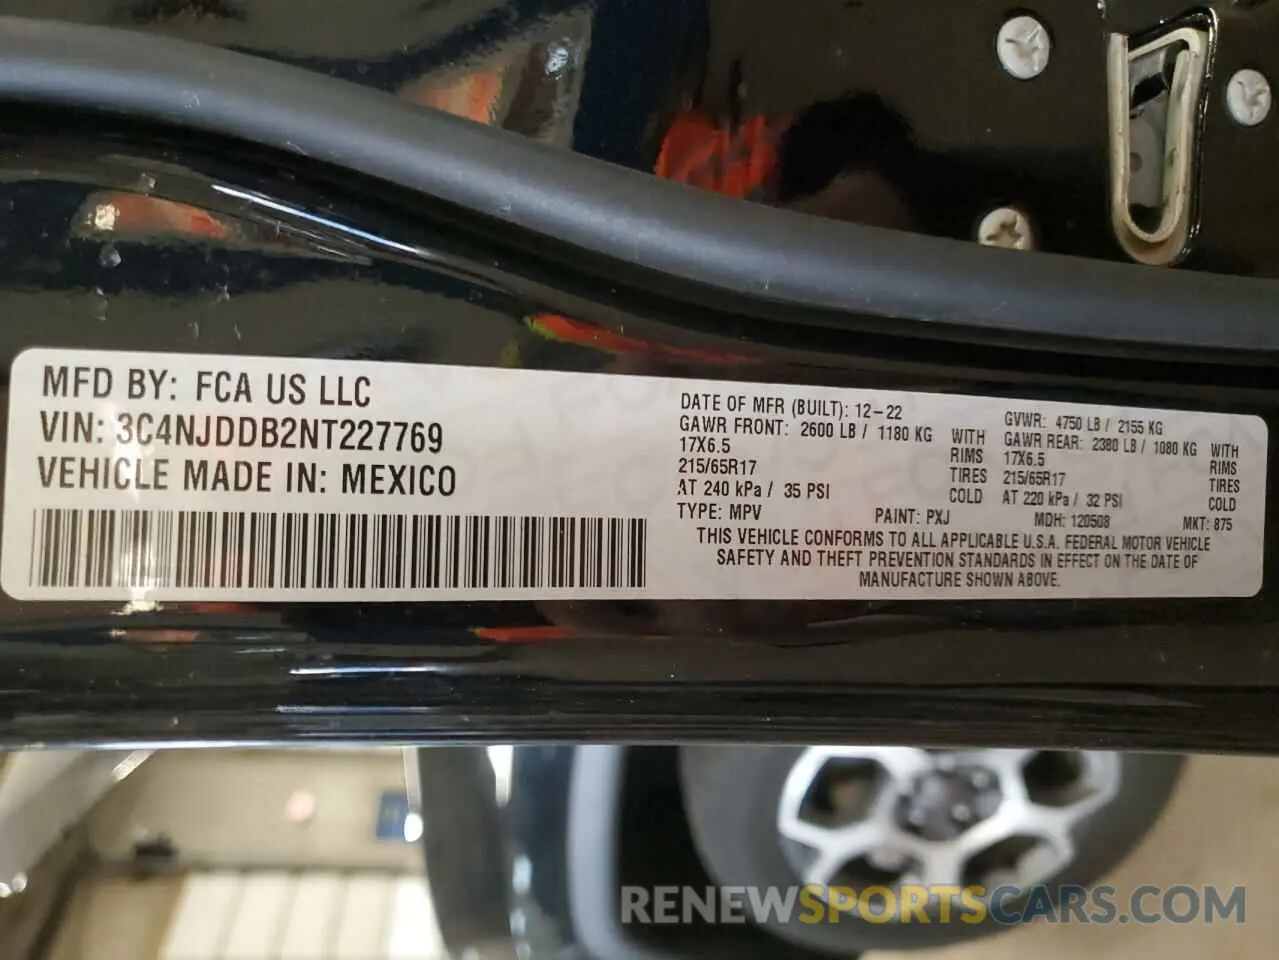 MFD BY: FCA US LLC
VIN: 3C4NJDDB2NT227769
VEHICLE MADE IN: MEXICO
DATE OF MFR (BUILT): 12-22
GAWR FRONT: 2600 LB / 1180 KG WITH
17X6.5 RIMS
215/65R17 TIRES
AT 240 kPa / 35 PSI COLD
TYPE: MPV
GVWR: 4750 LB / 2155 KG
GAWR REAR: 2380 LB / 1080 KG WITH
17X6.5 RIMS
215/65R17 TIRES
AT 220 kPa / 32 PSI COLD
PAINT: PXJ MDH: 120508 MKT: 875
THIS VEHICLE CONFORMS TO ALL APPLICABLE U.S.A. FEDERAL MOTOR VEHICLE
SAFETY AND THEFT PREVENTION STANDARDS IN EFFECT ON THE DATE OF
MANUFACTURE SHOWN ABOVE.
RENEWSPORTSCARS.COM